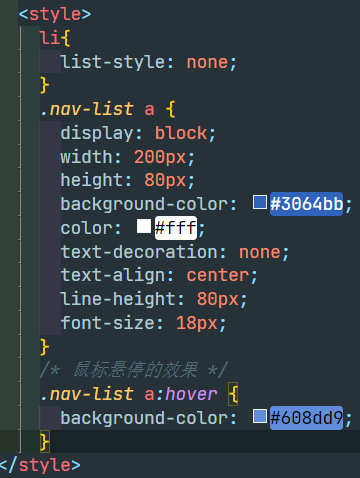 <style>
li{
list-style: none;
}
.nav-list a {
display: block;
width: 200px;
height: 80px;
background-color: #3064bb;
color: #fff;
text-decoration: none;
text-align: center;
line-height: 80px;
font-size: 18px;
}
/* 鼠标悬停的效果 */
.nav-list a:hover {
background-color: #608dd9;
}
</style>